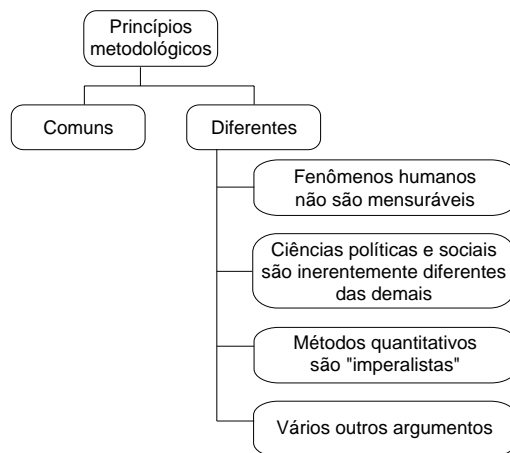 Princípios
metodológicos
Comuns
Diferentes
Fenômenos humanos
não são mensuráveis
Ciências políticas e sociais
são inerentemente diferentes
das demais
Métodos quantitativos
são "imperalistas"
Vários outros argumentos